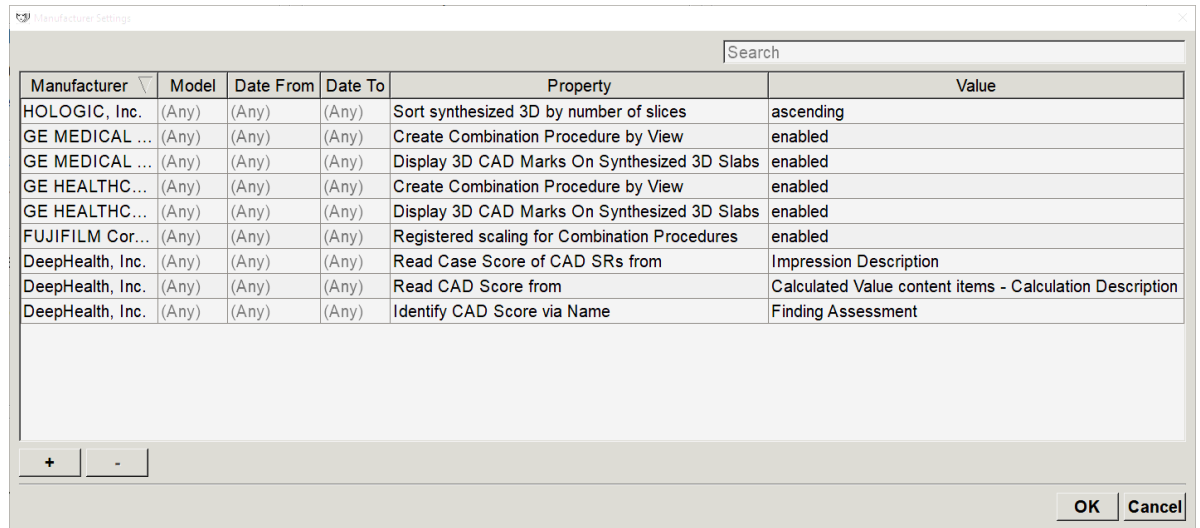 Manufacturer Settings
Search
Manufacturer Model Date From Date To Property Value
HOLOGIC, Inc. (Any) (Any) (Any) Sort synthesized 3D by number of slices ascending
GE MEDICAL ... (Any) (Any) (Any) Create Combination Procedure by View enabled
GE MEDICAL ... (Any) (Any) (Any) Display 3D CAD Marks On Synthesized 3D Slabs enabled
GE HEALTHC... (Any) (Any) (Any) Create Combination Procedure by View enabled
GE HEALTHC... (Any) (Any) (Any) Display 3D CAD Marks On Synthesized 3D Slabs enabled
FUJIFILM Cor... (Any) (Any) (Any) Registered scaling for Combination Procedures enabled
DeepHealth, Inc. (Any) (Any) (Any) Read Case Score of CAD SRs from Impression Description
DeepHealth, Inc. (Any) (Any) (Any) Read CAD Score from Calculated Value content items - Calculation Description
DeepHealth, Inc. (Any) (Any) (Any) Identify CAD Score via Name Finding Assessment
+ -
OK Cancel